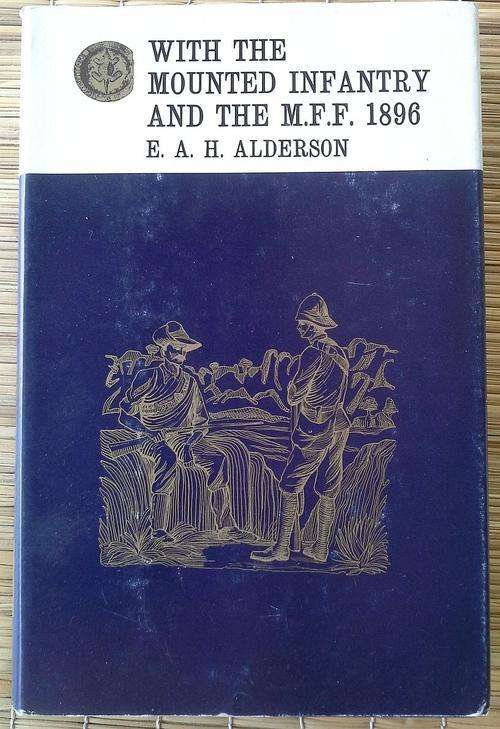 WITH THE
MOUNTED INFANTRY
AND THE M.F.F. 1896
E. A. H. ALDERSON